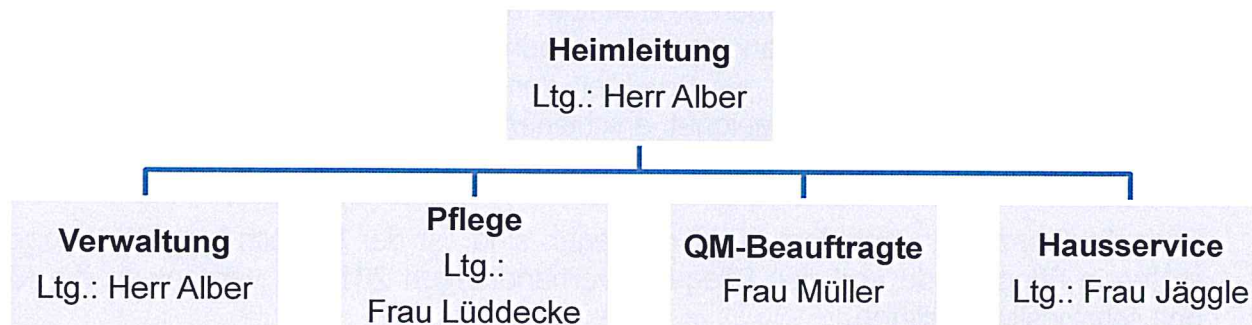 Heimleitung
Ltg.: Herr Alber
Verwaltung
Ltg.: Herr Alber
Pflege
Ltg.:
Frau Lüddecke
QM-Beauftragte
Frau Müller
Hausservice
Ltg.: Frau Jäggle